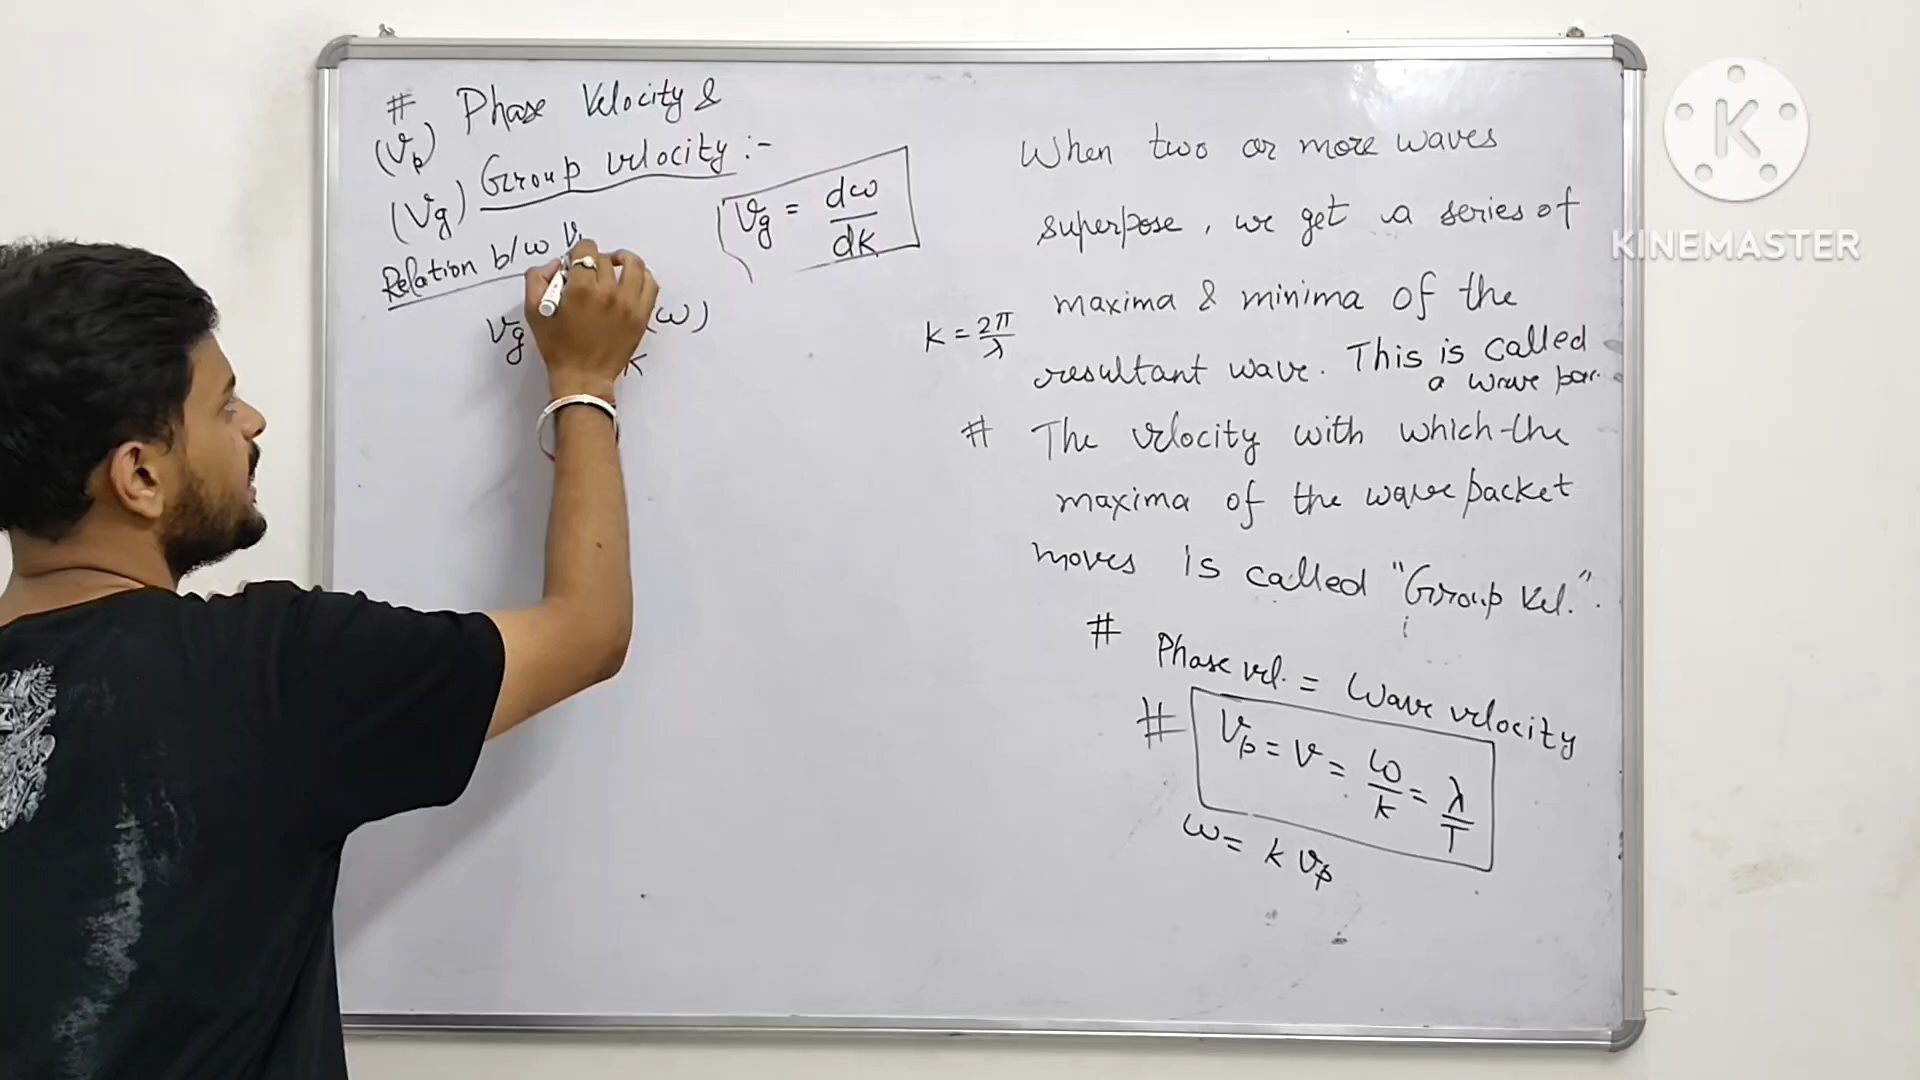 # Phase Velocity &
(Vp)
(Vg) Group velocity :-
Vg = dω/dK
Relation b/w V
Vg (ω)
K
When two or more waves
superpose, we get a series of
maxima & minima of the
K = 2π/λ
resultant wave. This is called
a wave pac.
# The velocity with which the
maxima of the wave packet
moves is called "Group Vel.".
# Phase vel. = Wave velocity
# Vp = V = ω/k = λ/T
ω = k Vp
K
KINEMASTER